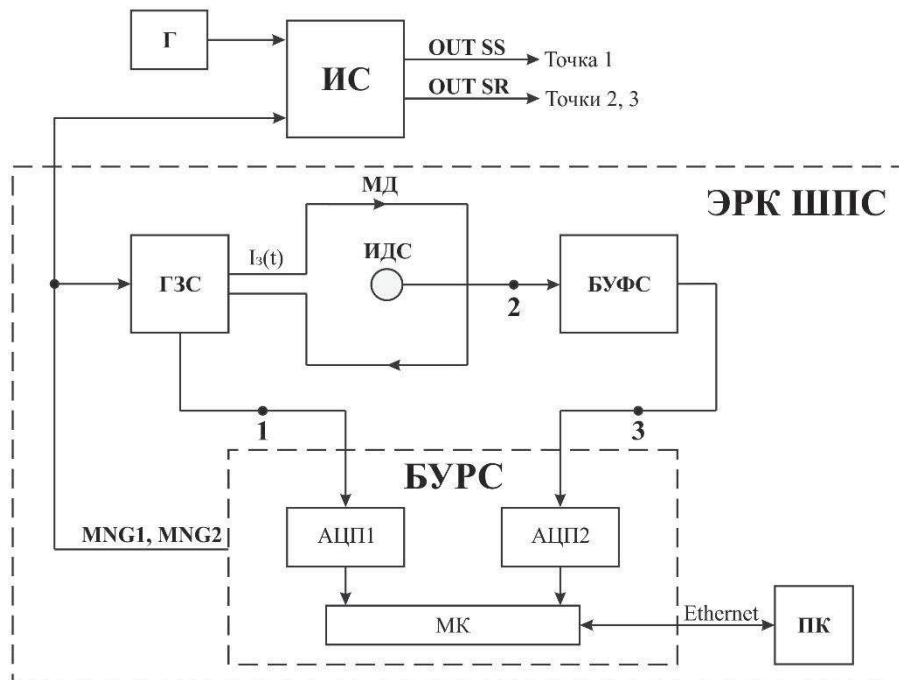 Г
ИС
OUT SS
Точка 1
OUT SR
Точки 2, 3
ЭРК ШПС
МД
ГЗС
Iз(t)
ИДС
2
БУФС
1
3
БУРС
MNG1, MNG2
АЦП1
АЦП2
МК
Ethernet
ПК